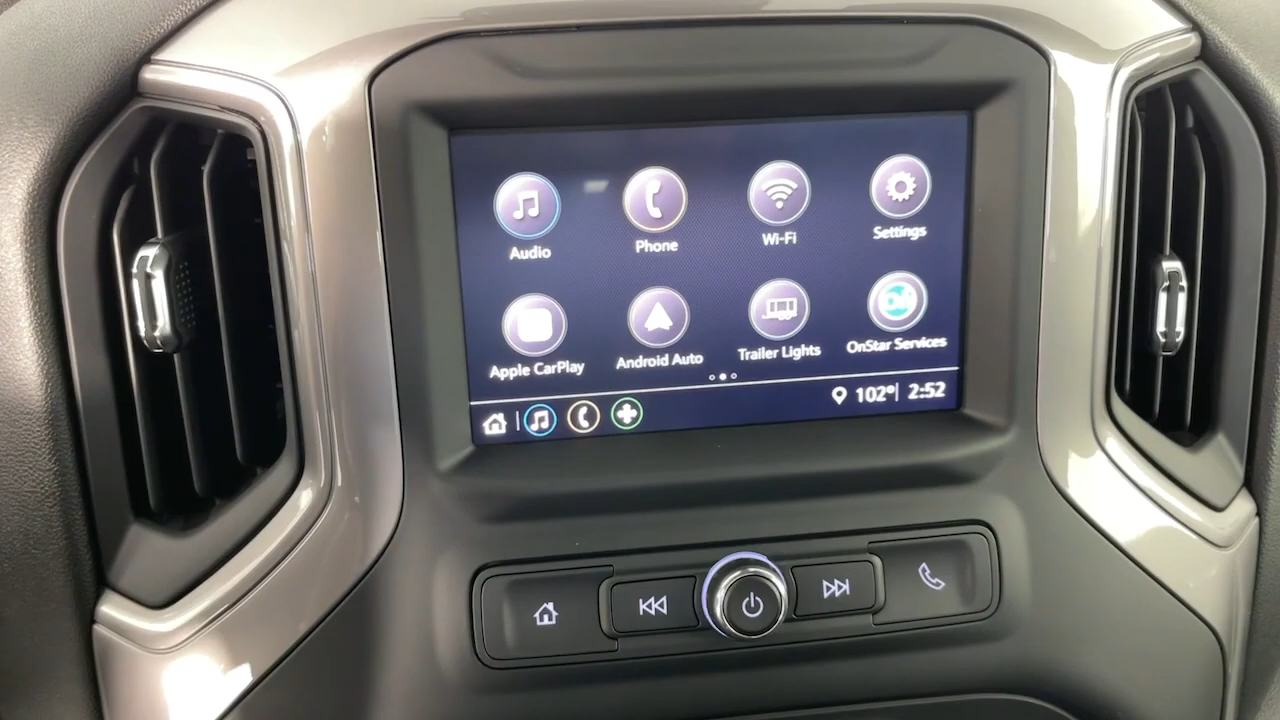 Audio
Phone
Wi-Fi
Settings
Apple CarPlay
Android Auto
Trailer Lights
OnStar Services
102°
2:52